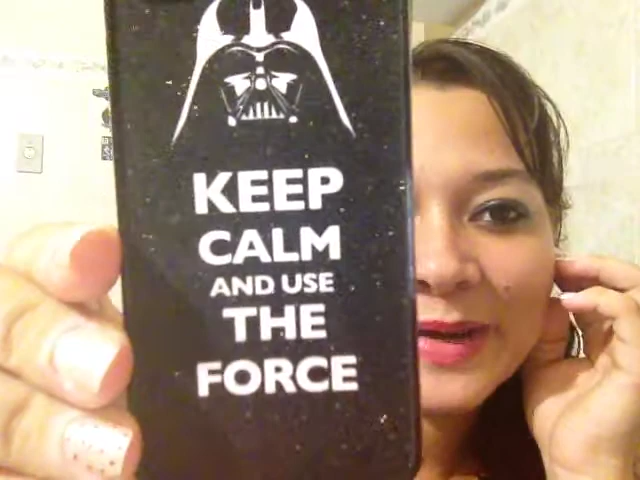 KEEP
CALM
AND USE
THE
FORCE